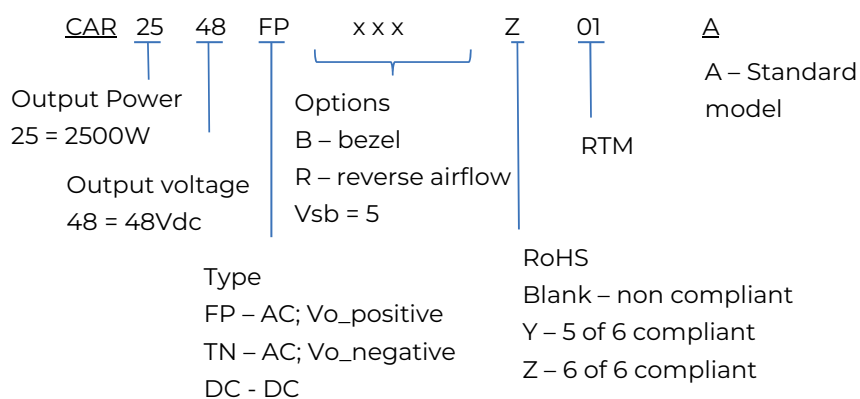 CAR 25 48 FP x x x Z 01 A
A – Standard
model
Output Power
25 = 2500W
Options
B – bezel
R – reverse airflow
Vsb = 5
RTM
Output voltage
48 = 48Vdc
Type
FP – AC; Vo_positive
TN – AC; Vo_negative
DC - DC
RoHS
Blank – non compliant
Y – 5 of 6 compliant
Z – 6 of 6 compliant